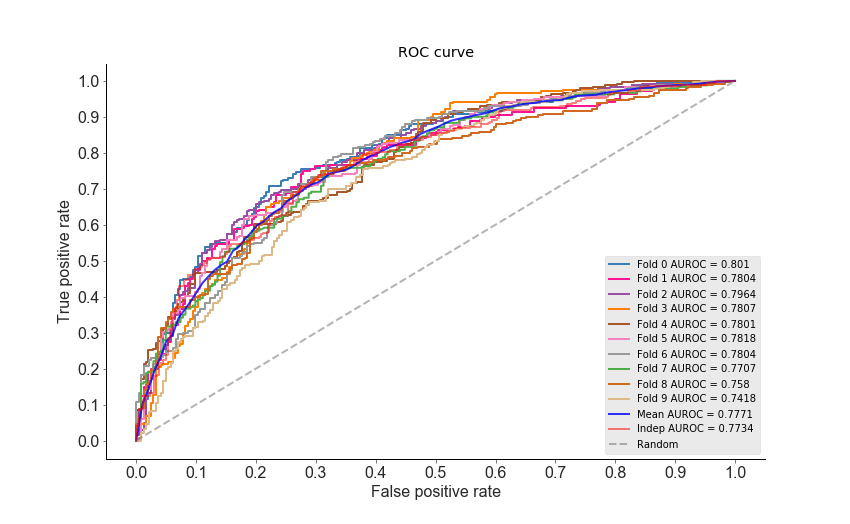 ROC curve
True positive rate
1.0
0.9
0.8
0.7
0.6
0.5
0.4
0.3
0.2
0.1
0.0
0.0 0.1 0.2 0.3 0.4 0.5 0.6 0.7 0.8 0.9 1.0
False positive rate
Fold 0 AUROC = 0.801
Fold 1 AUROC = 0.7804
Fold 2 AUROC = 0.7964
Fold 3 AUROC = 0.7807
Fold 4 AUROC = 0.7801
Fold 5 AUROC = 0.7818
Fold 6 AUROC = 0.7804
Fold 7 AUROC = 0.7707
Fold 8 AUROC = 0.758
Fold 9 AUROC = 0.7418
Mean AUROC = 0.7771
Indep AUROC = 0.7734
Random